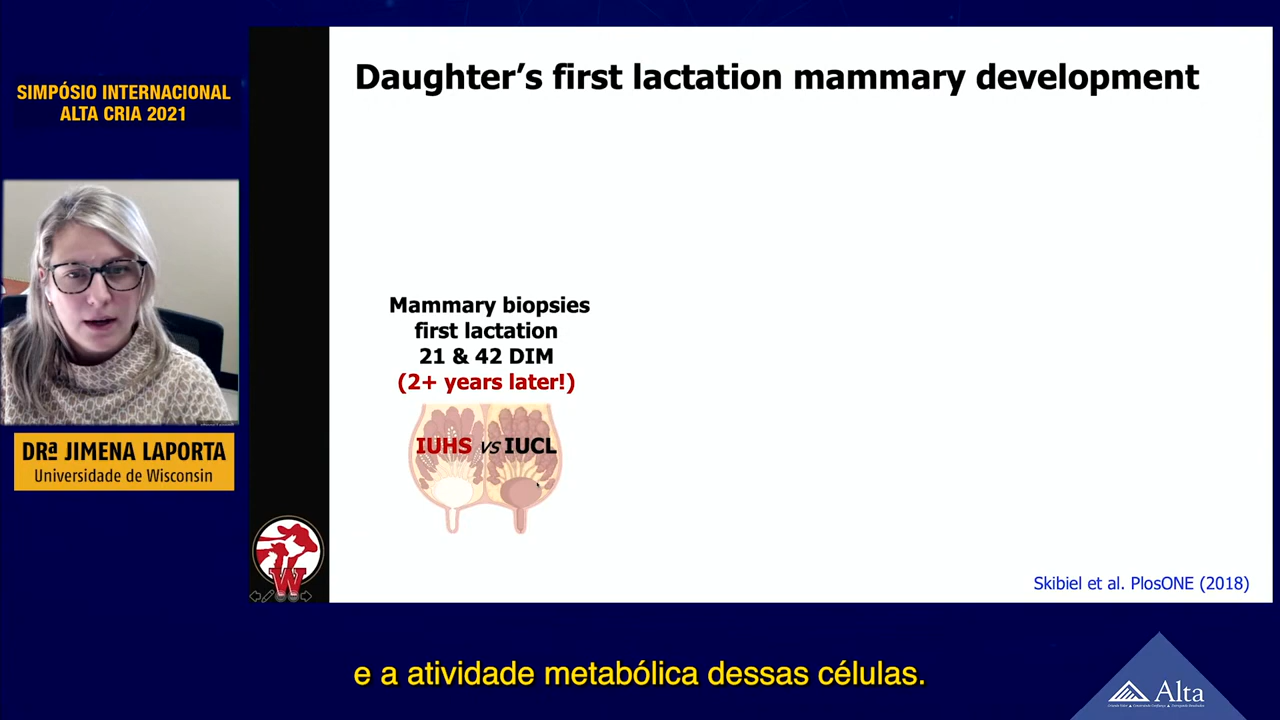 SIMPÓSIO INTERNACIONAL
ALTA CRIA 2021
DRª JIMENA LAPORTA
Universidade de Wisconsin
Daughter’s first lactation mammary development
Mammary biopsies
first lactation
21 & 42 DIM
(2+ years later!)
IUHS vs IUCL
W
Skibiel et al. PlosONE (2018)
e a atividade metabólica dessas células.
Alta